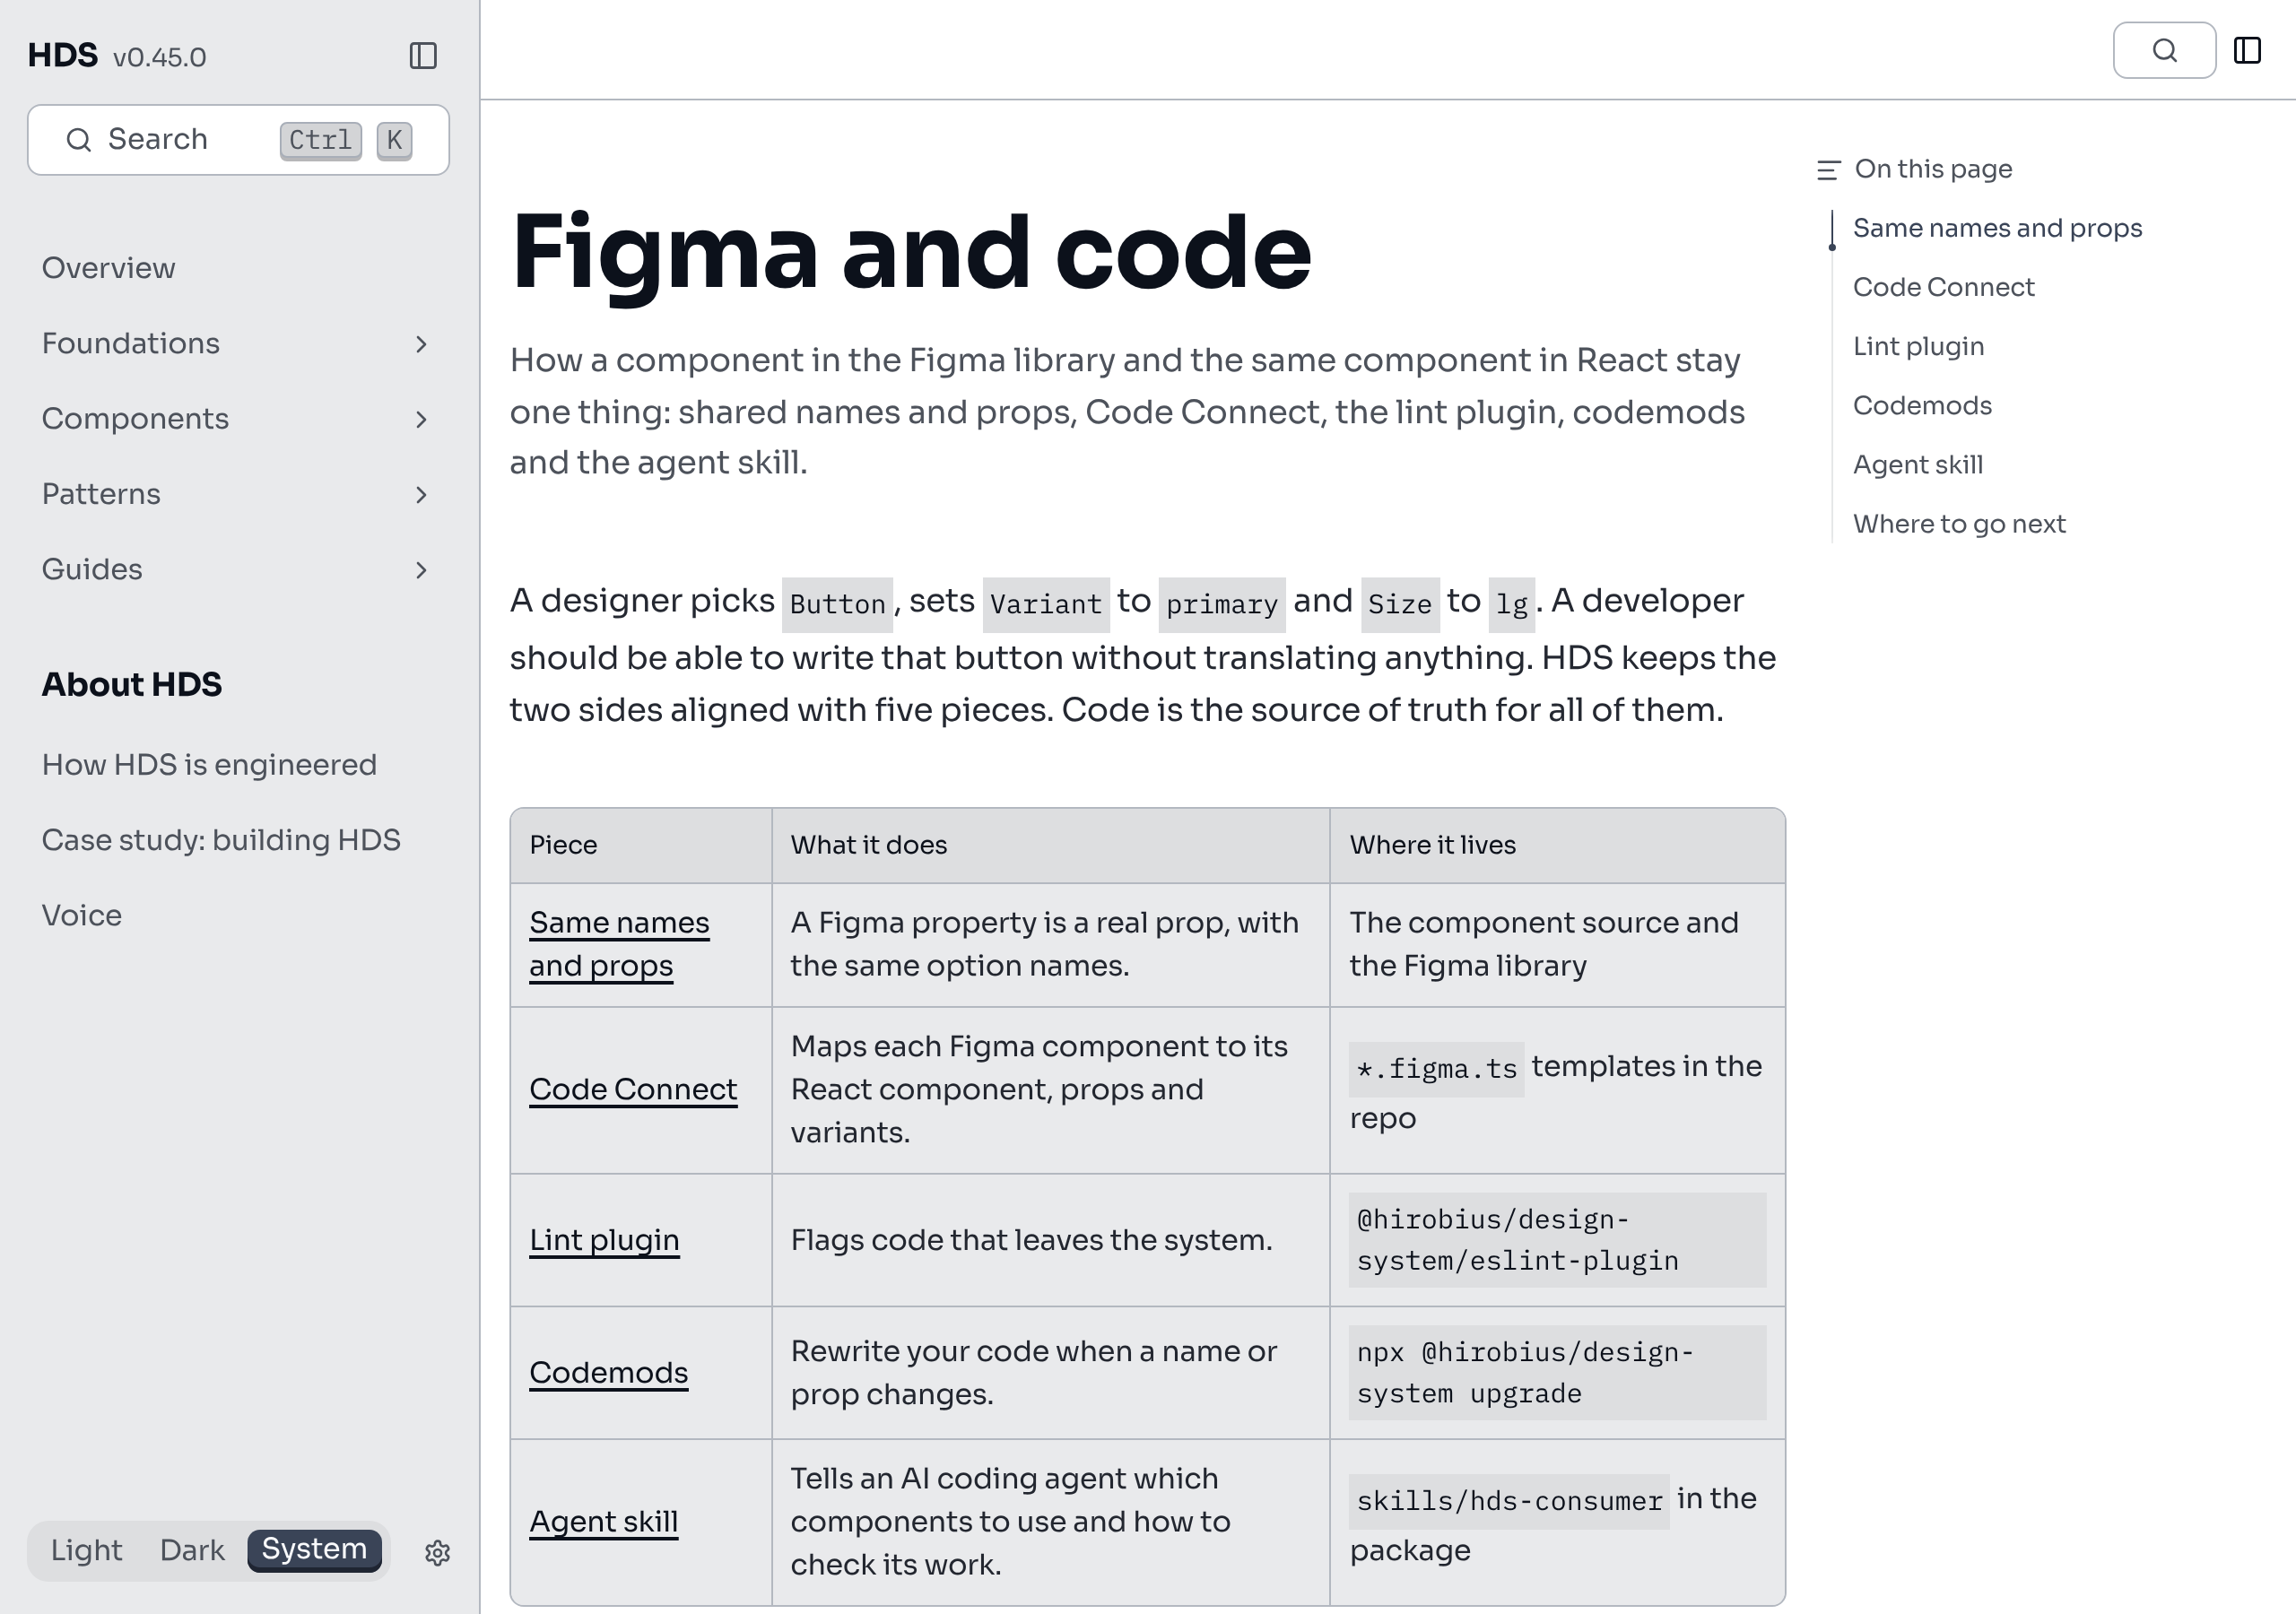 HDS v0.45.0
Search Ctrl K
Overview
Foundations
Components
Patterns
Guides
About HDS
How HDS is engineered
Case study: building HDS
Voice
Light Dark System
Figma and code
How a component in the Figma library and the same component in React stay
one thing: shared names and props, Code Connect, the lint plugin, codemods
and the agent skill.
A designer picks Button, sets Variant to primary and Size to lg. A developer
should be able to write that button without translating anything. HDS keeps the
two sides aligned with five pieces. Code is the source of truth for all of them.
Piece What it does Where it lives
Same names
and props
A Figma property is a real prop, with
the same option names.
The component source and
the Figma library
Code Connect
Maps each Figma component to its
React component, props and
variants.
*.figma.ts templates in the
repo
Lint plugin
Flags code that leaves the system.
@hirobius/design-
system/eslint-plugin
Codemods
Rewrite your code when a name or
prop changes.
npx @hirobius/design-
system upgrade
Agent skill
Tells an AI coding agent which
components to use and how to
check its work.
skills/hds-consumer in the
package
On this page
Same names and props
Code Connect
Lint plugin
Codemods
Agent skill
Where to go next